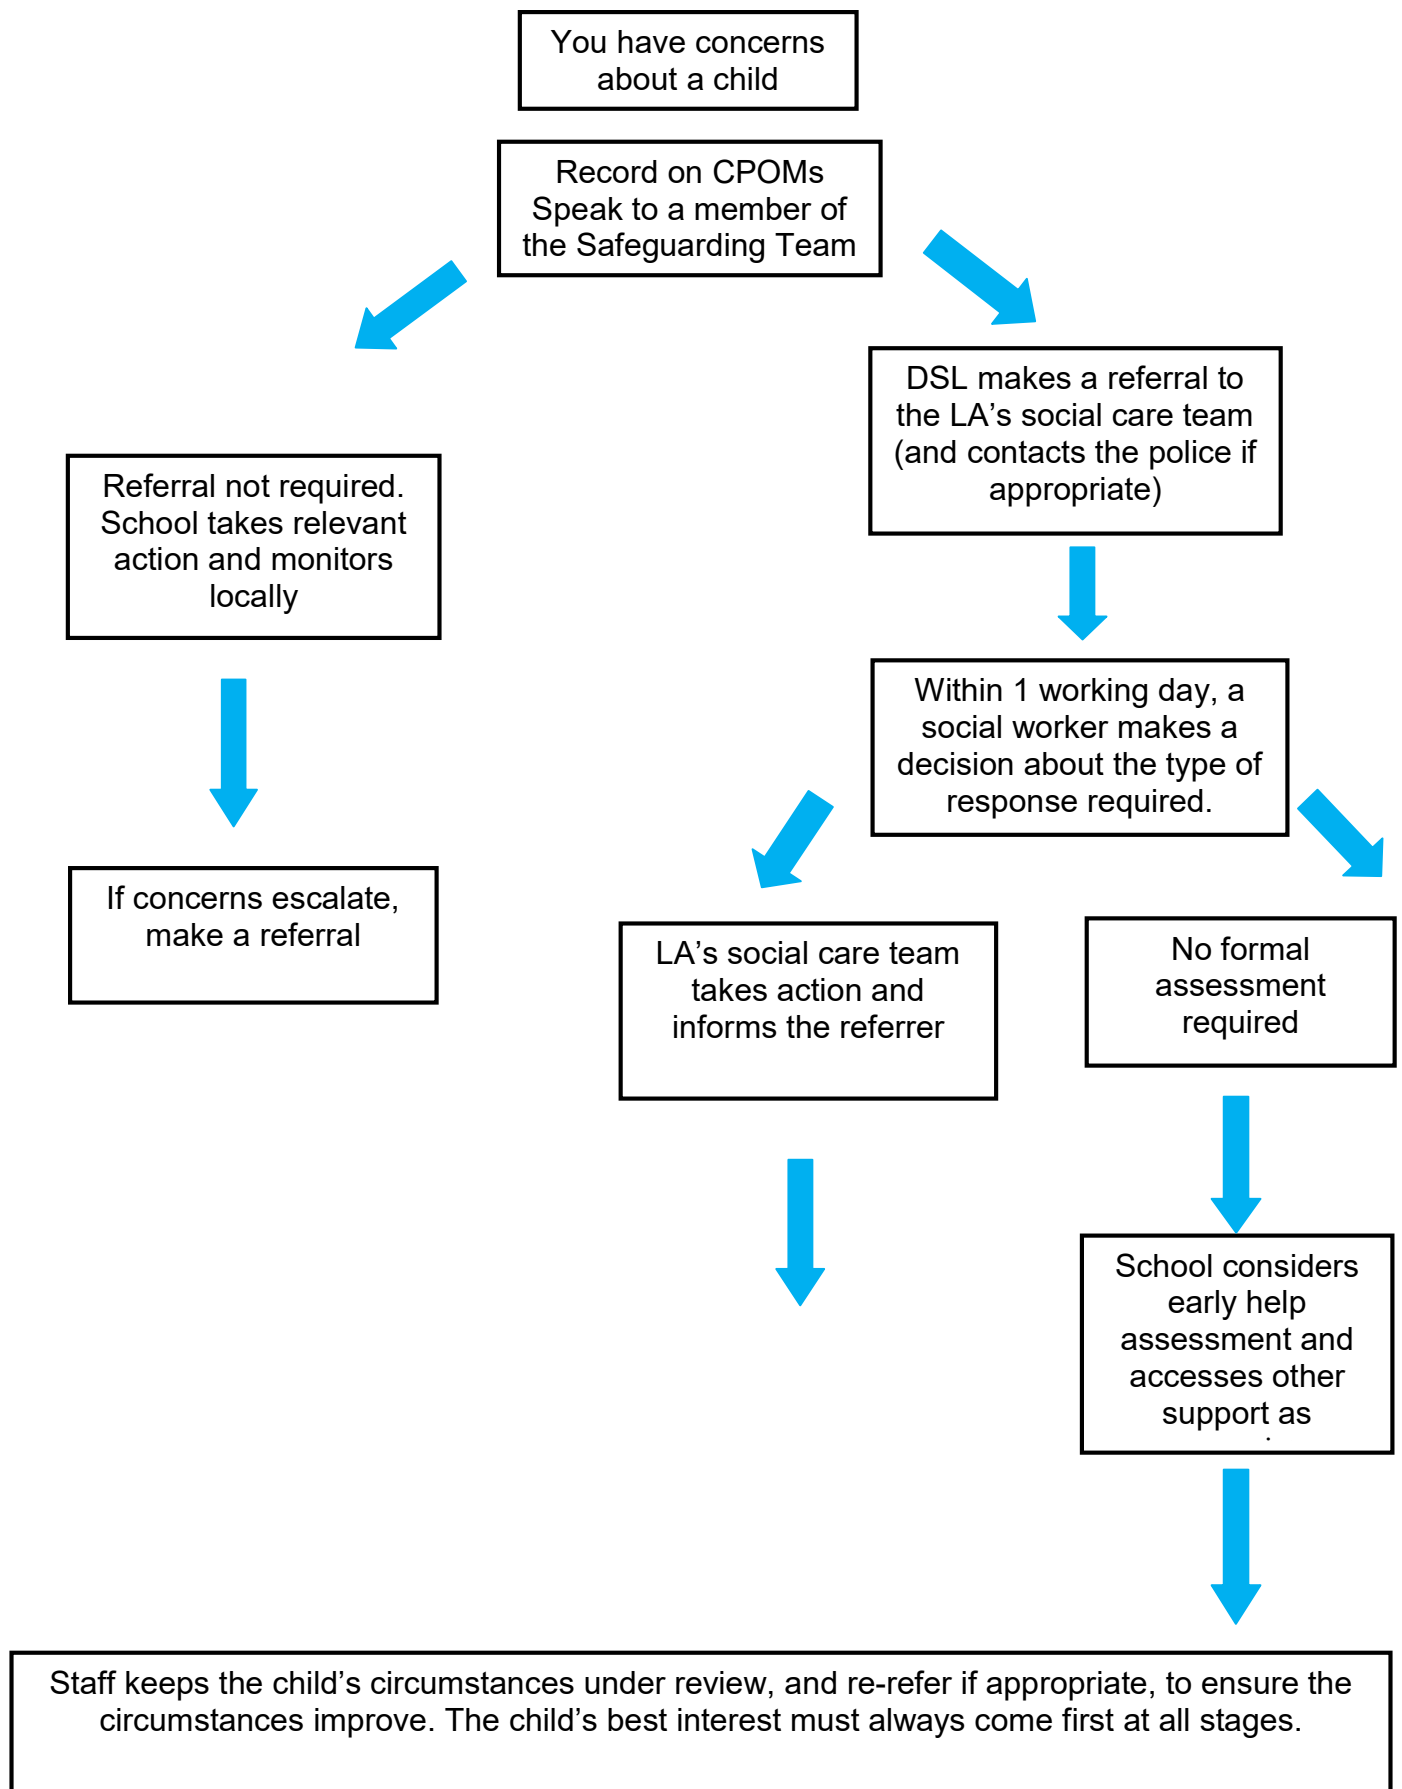 You have concerns
about a child
Record on CPOMs
Speak to a member of
the Safeguarding Team
DSL makes a referral to
the LA’s social care team
(and contacts the police if
appropriate)
Referral not required.
School takes relevant
action and monitors
locally
Within 1 working day, a
social worker makes a
decision about the type of
response required.
If concerns escalate,
make a referral
LA’s social care team
takes action and
informs the referrer
No formal
assessment
required
School considers
early help
assessment and
accesses other
support as
Staff keeps the child’s circumstances under review, and re-refer if appropriate, to ensure the
circumstances improve. The child’s best interest must always come first at all stages.